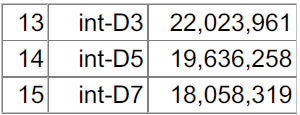 13 int-D3 22,023,961
14 int-D5 19,636,258
15 int-D7 18,058,319